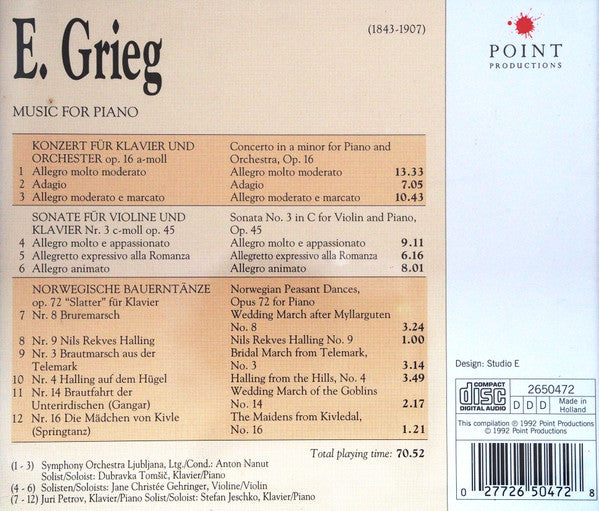 E. Grieg
(1843-1907)
POINT
PRODUCTIONS
MUSIC FOR PIANO
KONZERT FÜR KLAVIER UND Concerto in a minor for Piano and
ORCHESTER op. 16 a-moll Orchestra, Op. 16
1 Allegro molto moderato Allegro molto moderato 13.33
2 Adagio Adagio 7.05
3 Allegro moderato e marcato Allegro moderato e marcato 10.43
SONATE FÜR VIOLINE UND Sonata No. 3 in C for Violin and Piano,
KLAVIER Nr. 3 c-moll op. 45 Op. 45
4 Allegro molto e appassionato Allegro molto e appassionato 9.11
5 Allegretto expressivo alla Romanza Allegretto expressivo alla Romanza 6.16
6 Allegro animato Allegro animato 8.01
NORWEGISCHE BAUERNTÄNZE Norwegian Peasant Dances,
op. 72 "Slatter" für Klavier Opus 72 for Piano
7 Nr. 8 Bruremarsch Wedding March after Myllarguten
No. 8 3.24
8 Nr. 9 Nils Rekves Halling Nils Rekves Halling No. 9 1.00
9 Nr. 3 Brautmarsch aus der Bridal March from Telemark,
Telemark No. 3 3.14
10 Nr. 4 Halling auf dem Hügel Halling from the Hills, No. 4 3.49
11 Nr. 14 Brautfahrt der Wedding March of the Goblins
Unterirdischen (Gangar) No. 14 2.17
12 Nr. 16 Die Mädchen von Kivle The Maidens from Kivledal,
(Springtanz) No. 16 1.21
Total playing time: 70.52
(1 - 3) Symphony Orchestra Ljubljana, Ltg./Cond.: Anton Nanut
Solist/Soloist: Dubravka Tomšič, Klavier/Piano
(4 - 6) Solisten/Soloists: Jane Christée Gehringer, Violine/Violin
(7 - 12) Juri Petrov, Klavier/Piano Solist/Soloist: Stefan Jeschko, Klavier/Piano
Design: Studio E
COMPACT
disc
DIGITAL AUDIO
2650472
D D D
Made in
Holland
This compilation ℗ 1992 Point Productions
© 1992 Point Productions
0 27726 50472 8